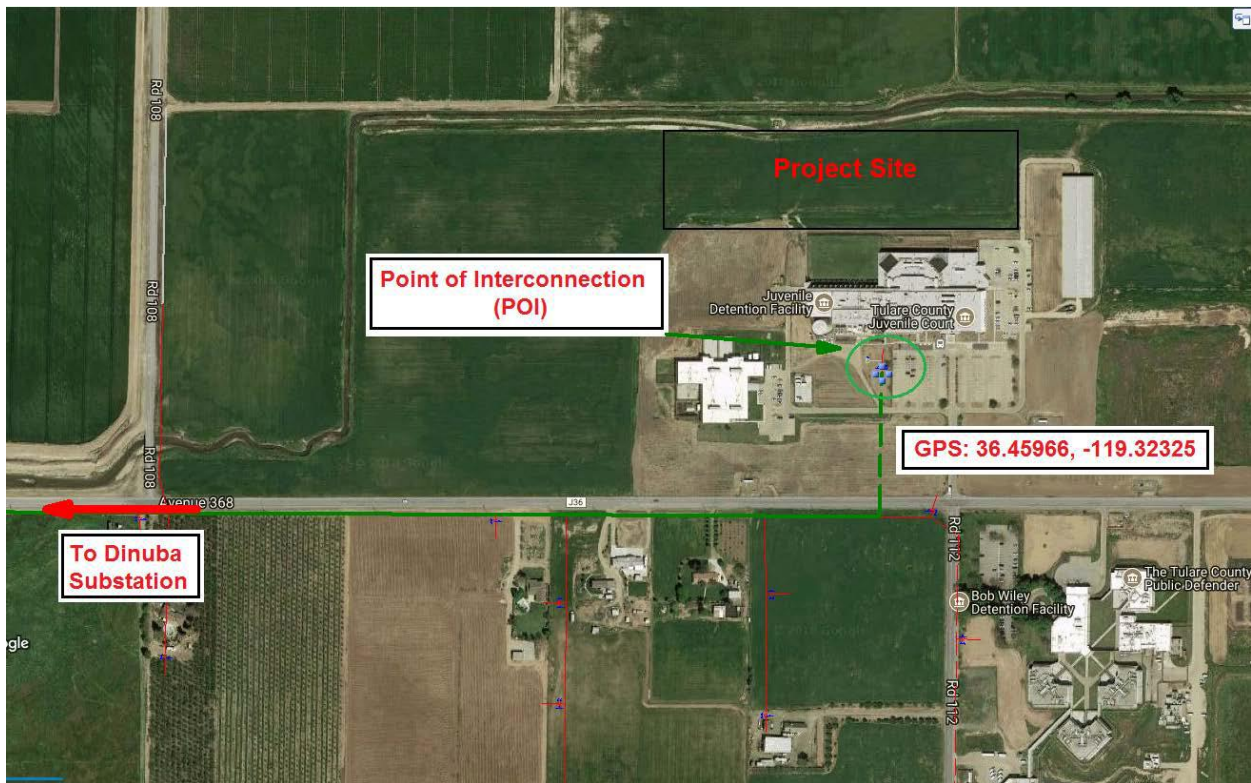 Rd 108
Project Site
Point of Interconnection
(POI)
Juvenile
Detention Facility
Tulare County
Juvenile Court
Rd 108
GPS: 36.45966, -119.32325
Rd 108
Avenue 368
J36
To Dinuba
Substation
Rd 112
The Tulare County
Public Defender
Bob Wiley
Detention Facility
ogle
Rd 112